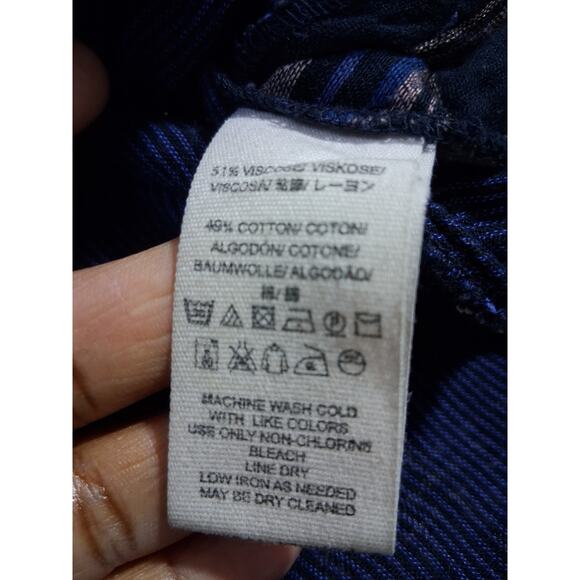 51% VISCOSE/ VISKOSE/
VISCOSA/ 粘胶/ レーヨン
49% COTTON/ COTON/
ALGODÓN/ COTONE/
BAUMWOLLE/ ALGODÃO/
棉/ 綿
MACHINE WASH COLD
WITH LIKE COLORS
USE ONLY NON-CHLORINE
BLEACH
LINE DRY
LOW IRON AS NEEDED
MAY BE DRY CLEANED